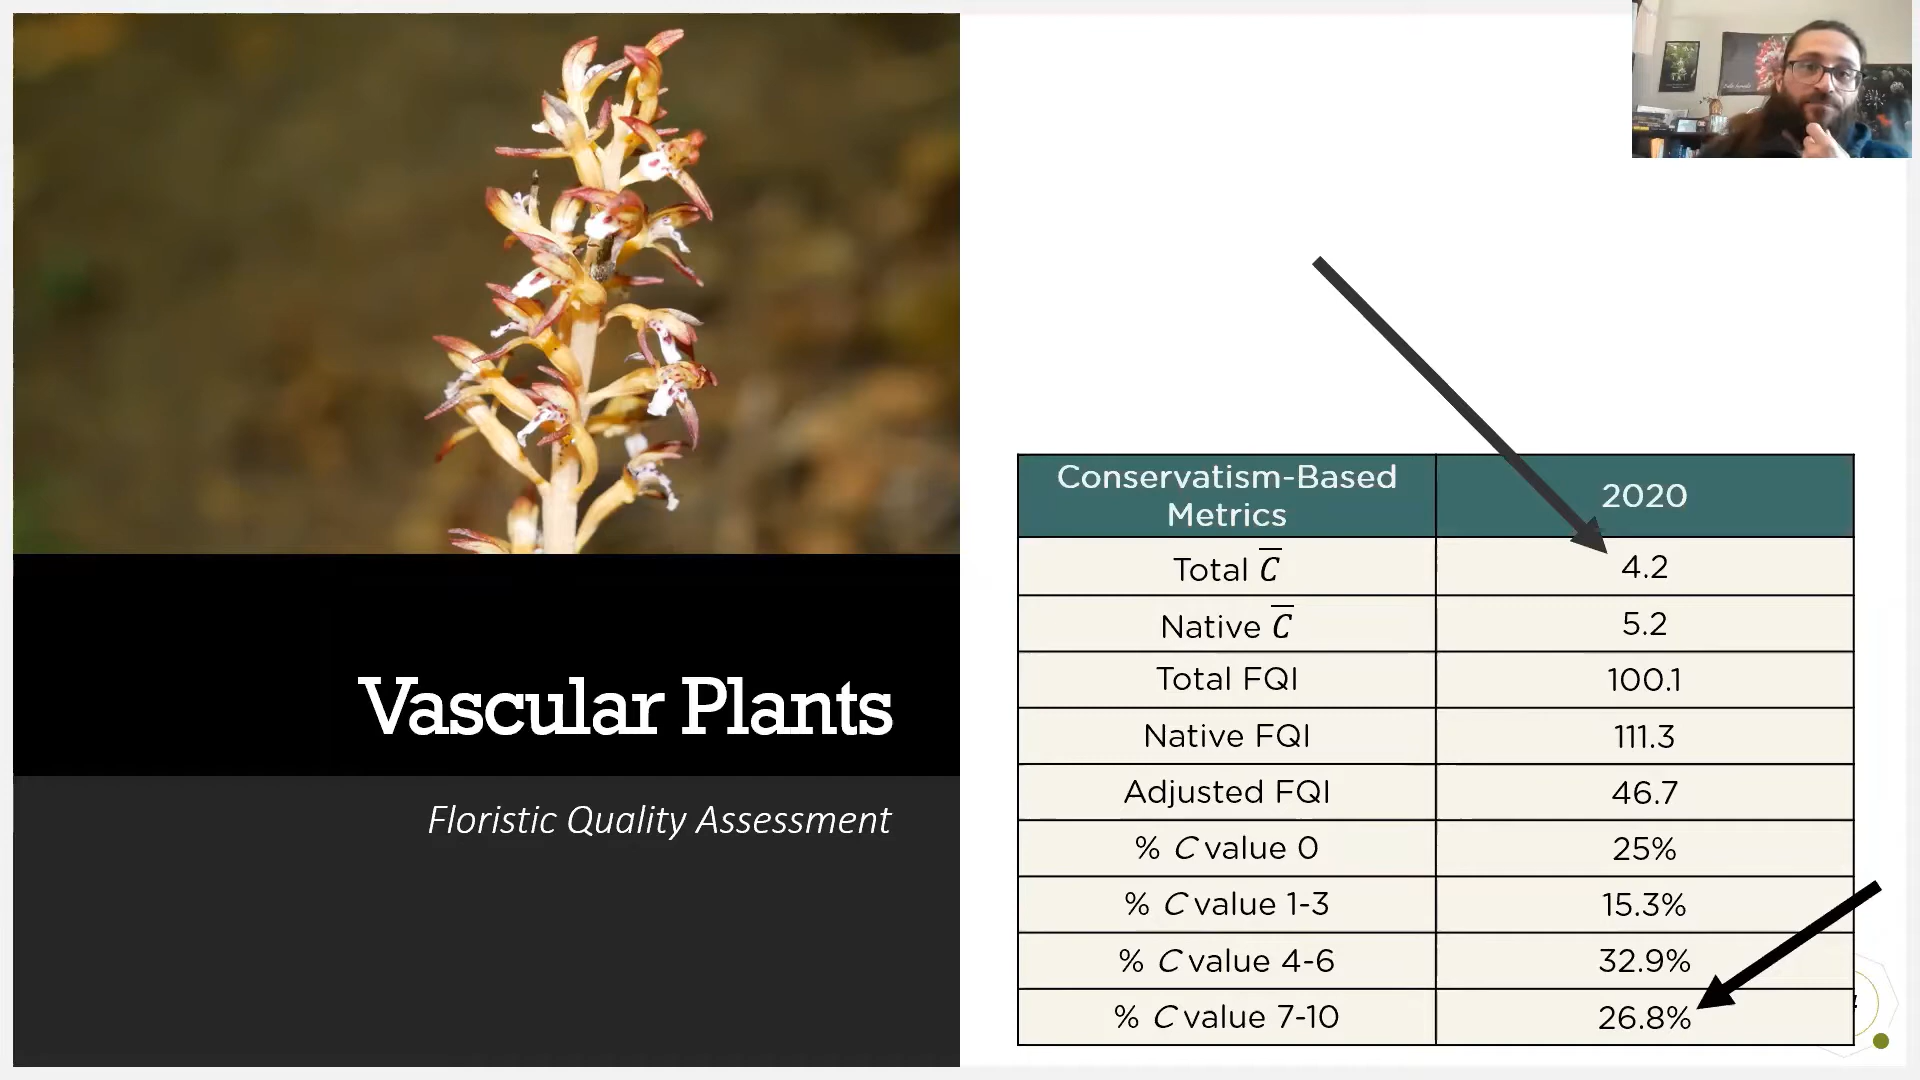 Vascular Plants
Floristic Quality Assessment
Conservatism-Based Metrics 2020
Total C̅ 4.2
Native C̅ 5.2
Total FQI 100.1
Native FQI 111.3
Adjusted FQI 46.7
% C value 0 25%
% C value 1-3 15.3%
% C value 4-6 32.9%
% C value 7-10 26.8%